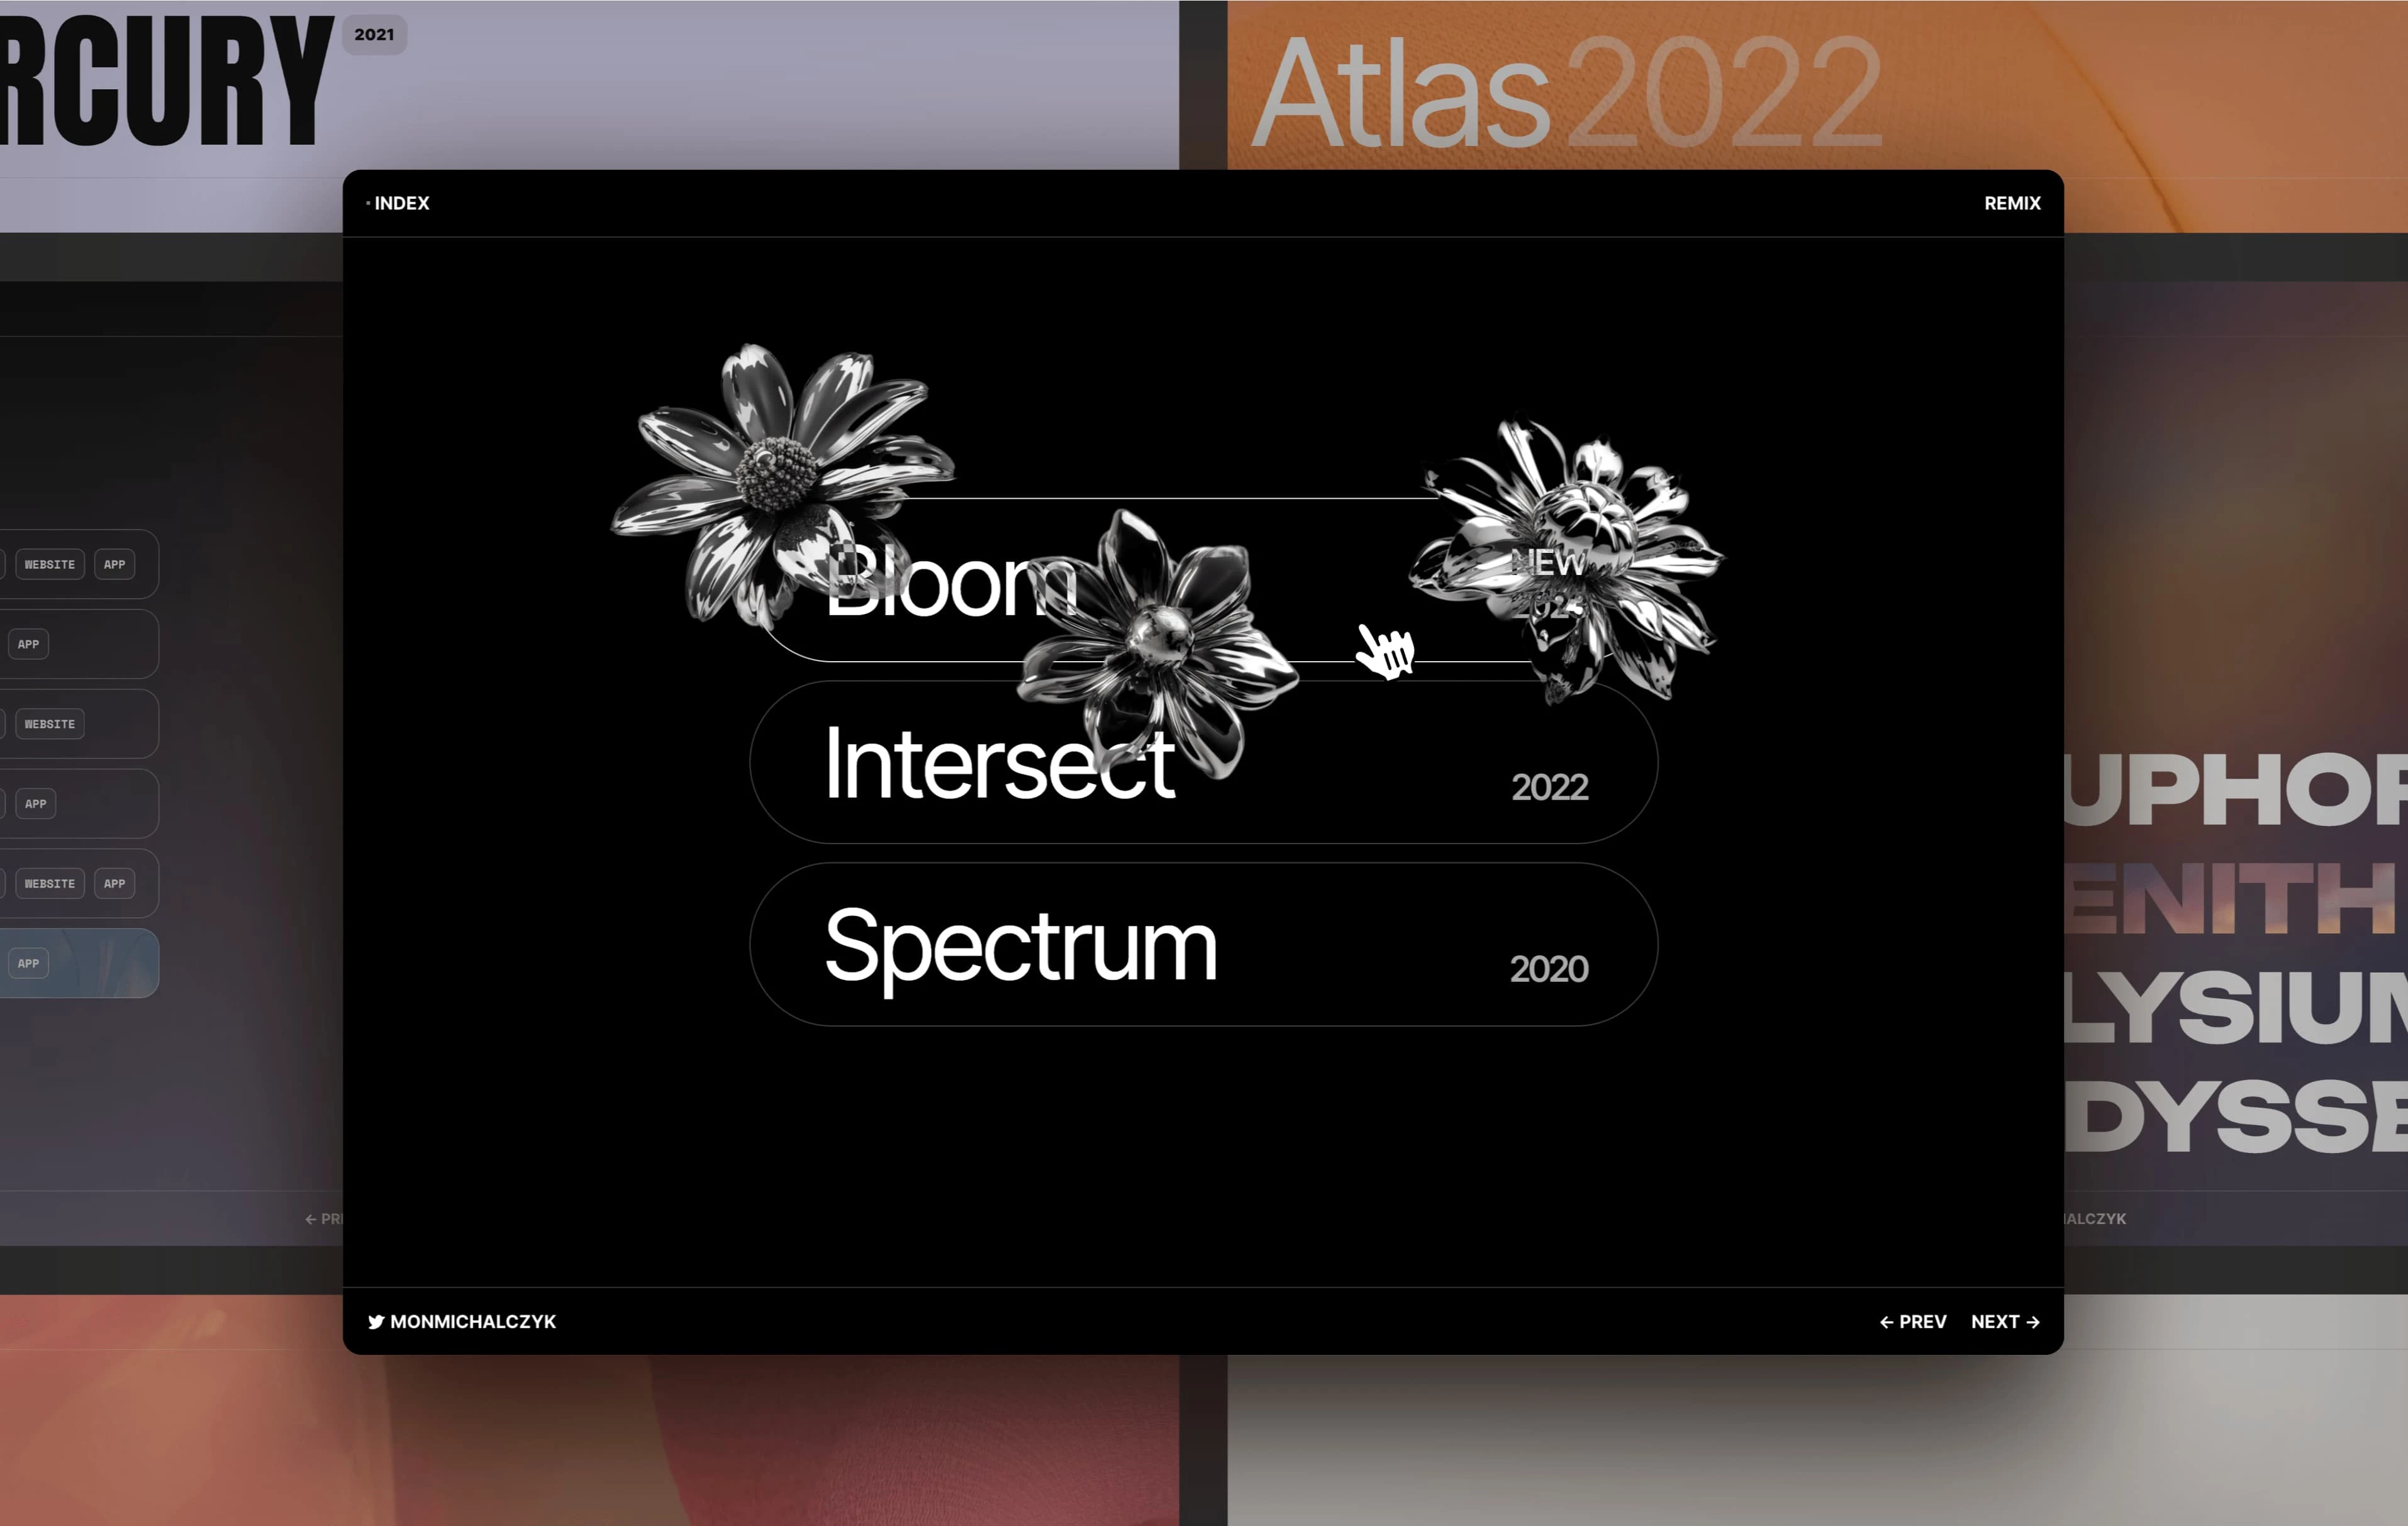 RCURY 2021
Atlas 2022
INDEX
REMIX
Bloom
NEW
Intersect
2022
Spectrum
2020
MONMICHALCZYK
← PREV NEXT →
WEBSITE APP
APP
WEBSITE
APP
WEBSITE APP
APP
← PR
UPHOR
ENITH
LYSIUM
DYSSE
ALCZYK